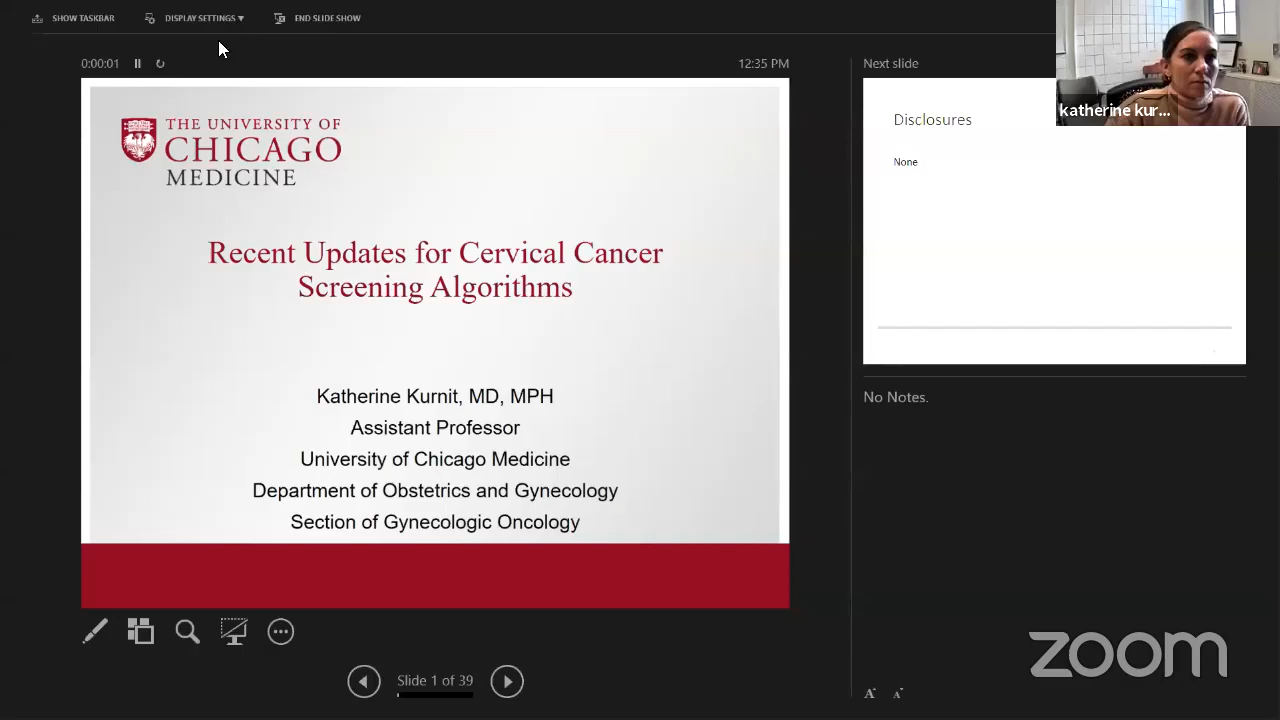 SHOW TASKBAR
DISPLAY SETTINGS ▼
END SLIDE SHOW
0:00:01
12:35 PM
THE UNIVERSITY OF
CHICAGO
MEDICINE
Recent Updates for Cervical Cancer
Screening Algorithms
Katherine Kurnit, MD, MPH
Assistant Professor
University of Chicago Medicine
Department of Obstetrics and Gynecology
Section of Gynecologic Oncology
Slide 1 of 39
Next slide
katherine kur...
Disclosures
None
No Notes.
A
A
zoom